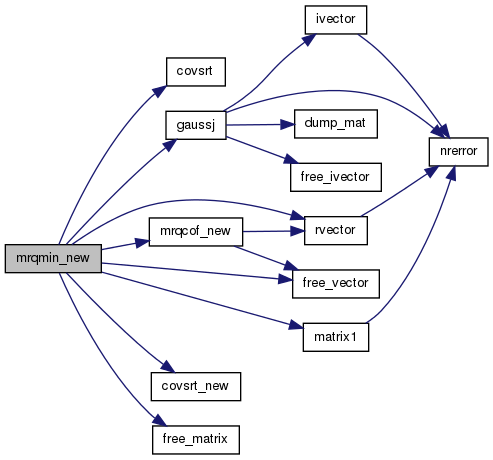 ivector
covsrt
gaussj
dump_mat
nrerror
free_ivector
rvector
mrqcof_new
mrqmin_new
free_vector
matrix1
covsrt_new
free_matrix